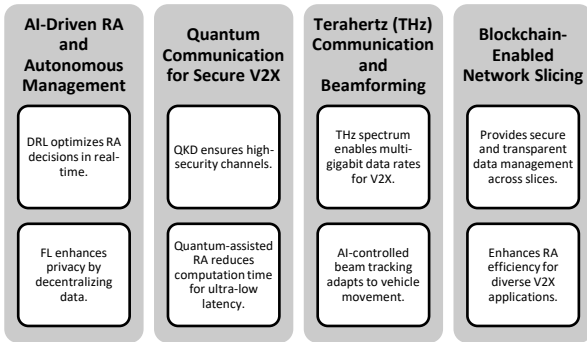 AI-Driven RA
and
Autonomous
Management
DRL optimizes RA
decisions in real-
time.
FL enhances
privacy by
decentralizing
data.
Quantum
Communication
for Secure V2X
QKD ensures high-
security channels.
Quantum-assisted
RA reduces
computation time
for ultra-low
latency.
Terahertz (THz)
Communication
and
Beamforming
THz spectrum
enables multi-
gigabit data rates
for V2X.
AI-controlled
beam tracking
adapts to vehicle
movement.
Blockchain-
Enabled
Network Slicing
Provides secure
and transparent
data management
across slices.
Enhances RA
efficiency for
diverse V2X
applications.